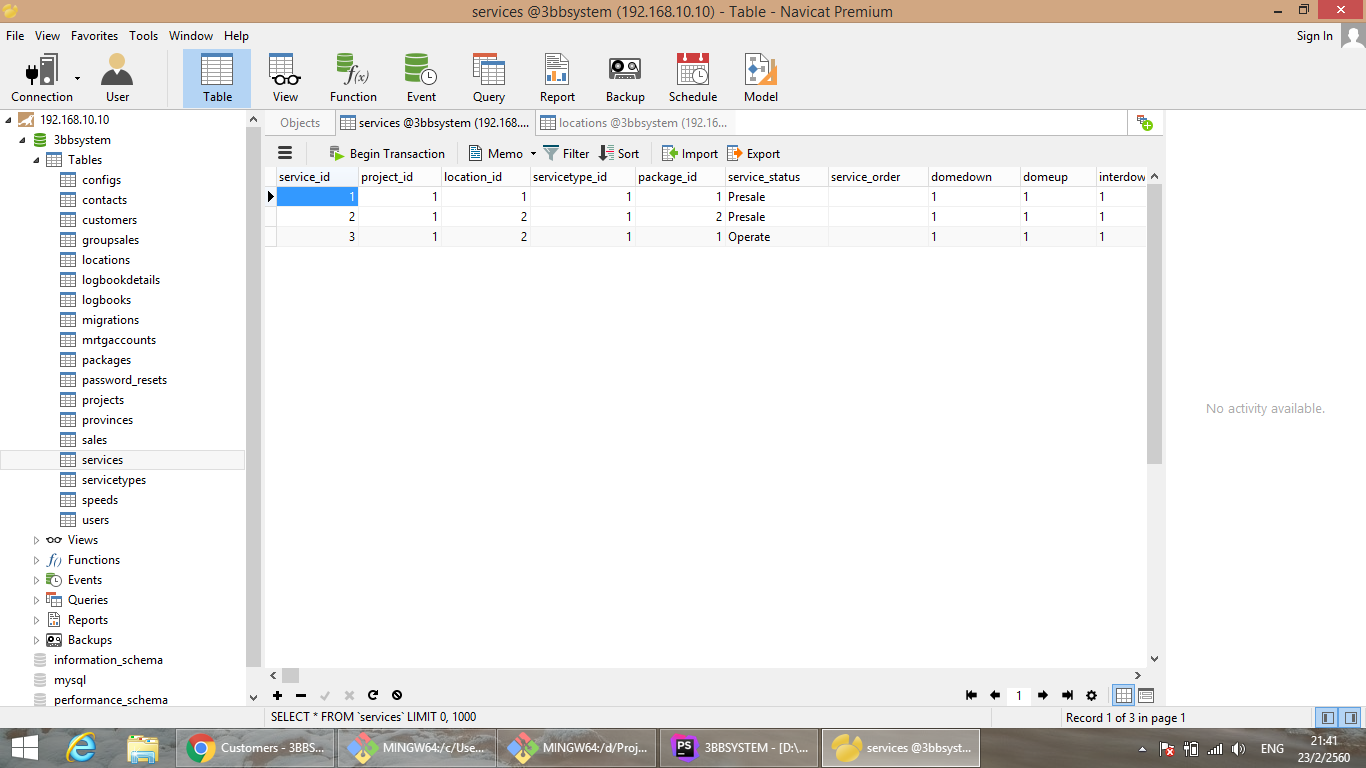 services @3bbsystem (192.168.10.10) - Table - Navicat Premium
File View Favorites Tools Window Help
Sign In
Connection User Table View Function Event Query Report Backup Schedule Model
192.168.10.10
3bbsystem
Tables
configs
contacts
customers
groupsales
locations
logbookdetails
logbooks
migrations
mrtgaccounts
packages
password_resets
projects
provinces
sales
services
servicetypes
speeds
users
Views
Functions
Events
Queries
Reports
Backups
information_schema
mysql
performance_schema
Objects services @3bbsystem (192.168.... locations @3bbsystem (192.16...
Begin Transaction Memo Filter Sort Import Export
service_id project_id location_id servicetype_id package_id service_status service_order domedown domeup interdow
1 1 1 1 1 Presale 1 1 1
2 1 2 1 2 Presale 1 1 1
3 1 2 1 1 Operate 1 1 1
No activity available.
1
SELECT * FROM `services` LIMIT 0, 1000
Record 1 of 3 in page 1
Customers - 3BBS... MINGW64:/c/Use... MINGW64:/d/Proj... PS 3BBSYSTEM - [D:\... services @3bbsyst...
ENG
21:41
23/2/2560